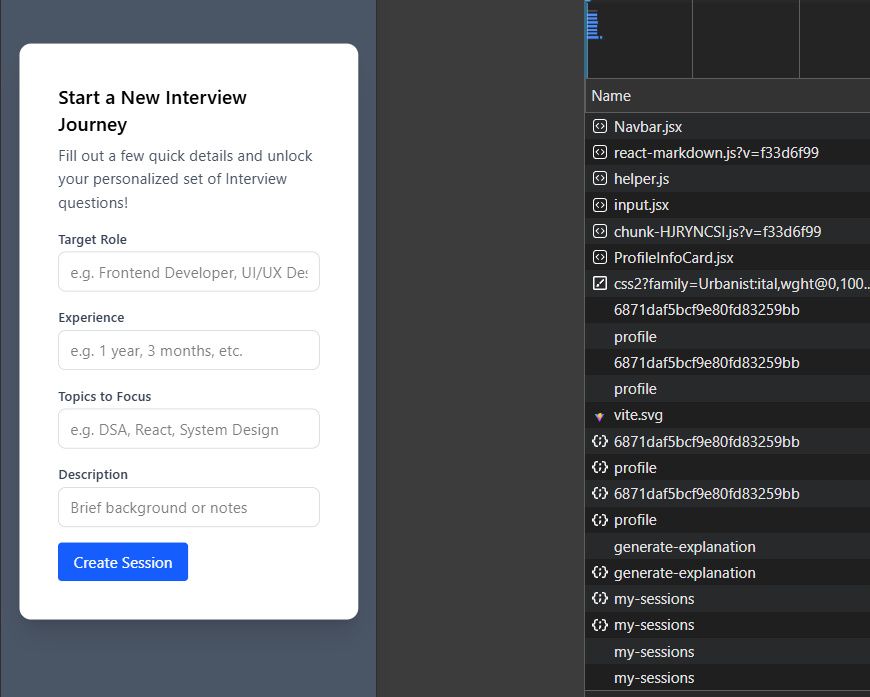 Start a New Interview
Journey
Fill out a few quick details and unlock
your personalized set of Interview
questions!
Target Role
e.g. Frontend Developer, UI/UX Des
Experience
e.g. 1 year, 3 months, etc.
Topics to Focus
e.g. DSA, React, System Design
Description
Brief background or notes
Create Session
Name
Navbar.jsx
react-markdown.js?v=f33d6f99
helper.js
input.jsx
chunk-HJRYNCSI.js?v=f33d6f99
ProfileInfoCard.jsx
css2?family=Urbanist:ital,wght@0,100...
6871daf5bcf9e80fd83259bb
profile
6871daf5bcf9e80fd83259bb
profile
vite.svg
6871daf5bcf9e80fd83259bb
profile
6871daf5bcf9e80fd83259bb
profile
generate-explanation
generate-explanation
my-sessions
my-sessions
my-sessions
my-sessions